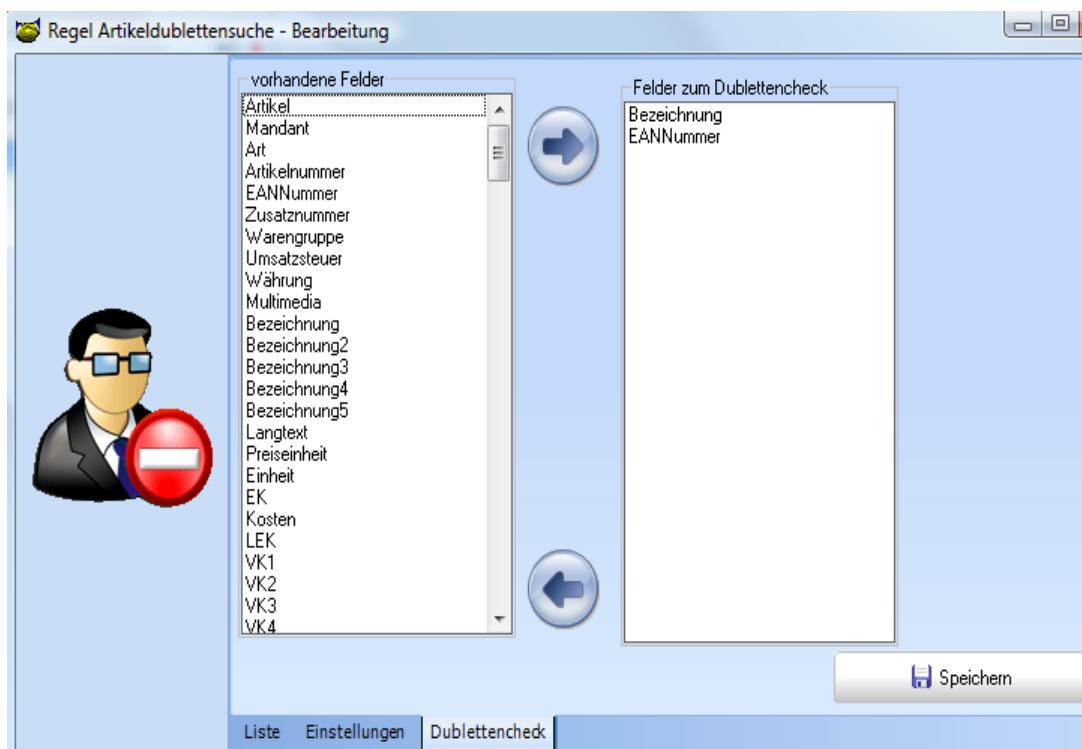 Regel Artikeldublettensuche - Bearbeitung
vorhandene Felder
Artikel
Mandant
Art
Artikelnummer
EANNummer
Zusatznummer
Warengruppe
Umsatzsteuer
Währung
Multimedia
Bezeichnung
Bezeichnung2
Bezeichnung3
Bezeichnung4
Bezeichnung5
Langtext
Preiseinheit
Einheit
EK
Kosten
LEK
VK1
VK2
VK3
VK4
Felder zum Dublettencheck
Bezeichnung
EANNummer
Speichern
Liste Einstellungen Dublettencheck